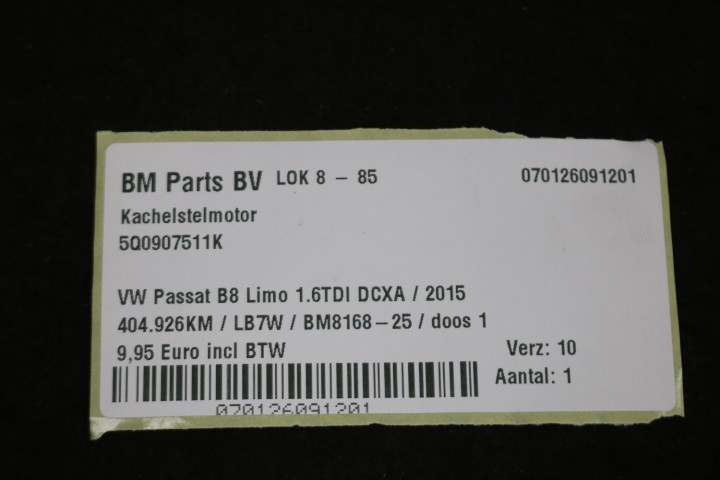 BM Parts BV LOK 8 - 85 070126091201
Kachelstelmotor
5Q0907511K
VW Passat B8 Limo 1.6TDI DCXA / 2015
404.926KM / LB7W / BM8168-25 / doos 1
9,95 Euro incl BTW Verz: 10
Aantal: 1
070126091201